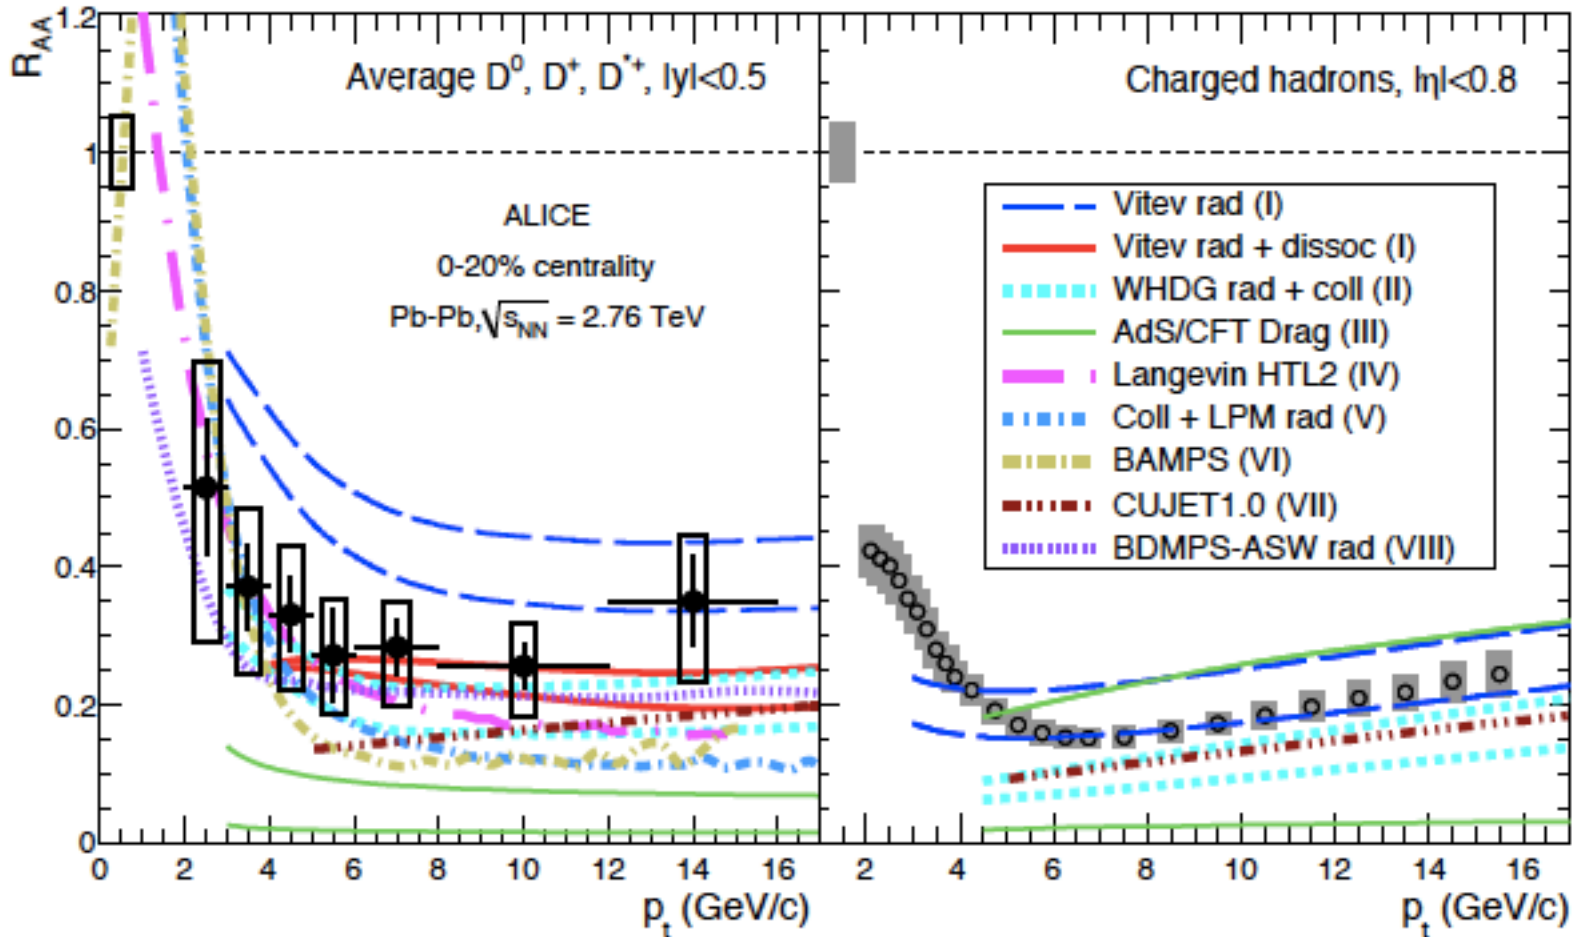 R_AA
1.2
1
0.8
0.6
0.4
0.2
0
Average D⁰, D⁺, D*⁺, |y|<0.5
ALICE
0-20% centrality
Pb-Pb,√s_NN = 2.76 TeV
0 2 4 6 8 10 12 14 16
p_t (GeV/c)
Charged hadrons, |η|<0.8
Vitev rad (I)
Vitev rad + dissoc (I)
WHDG rad + coll (II)
AdS/CFT Drag (III)
Langevin HTL2 (IV)
Coll + LPM rad (V)
BAMPS (VI)
CUJET1.0 (VII)
BDMPS-ASW rad (VIII)
2 4 6 8 10 12 14 16
p_t (GeV/c)